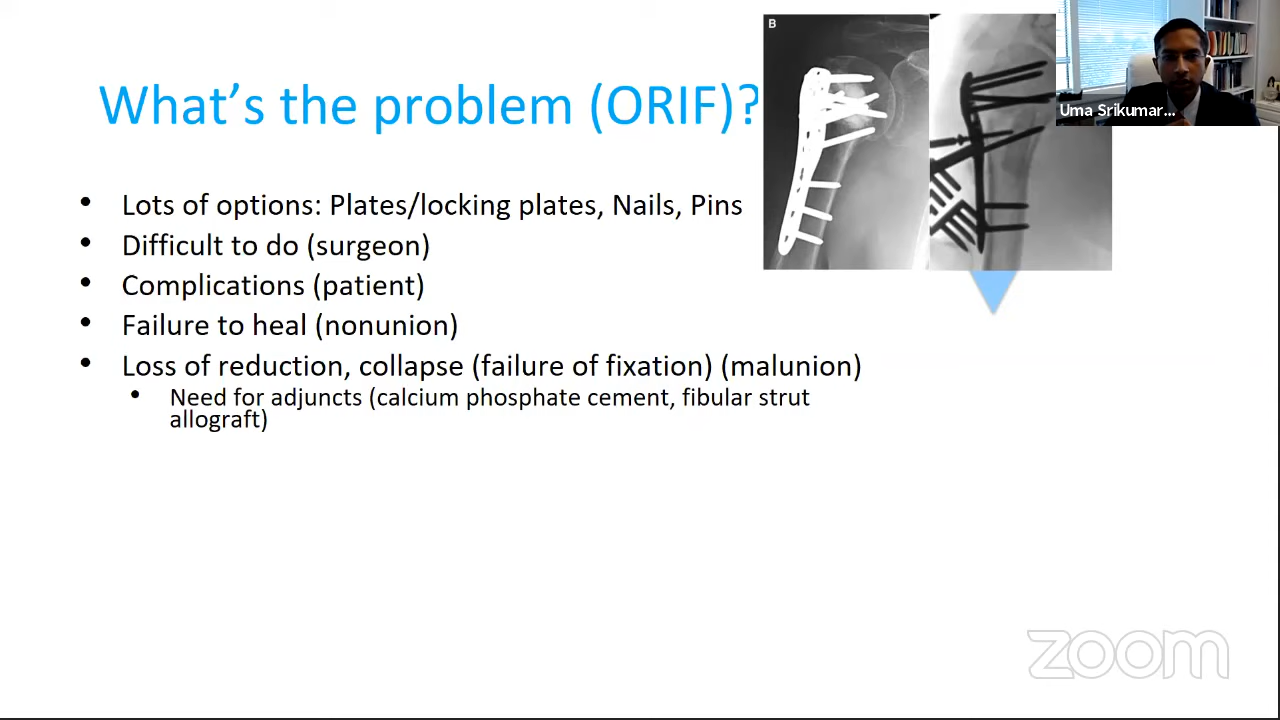 B
Uma Srikumar...
What's the problem (ORIF)?
• Lots of options: Plates/locking plates, Nails, Pins
• Difficult to do (surgeon)
• Complications (patient)
• Failure to heal (nonunion)
• Loss of reduction, collapse (failure of fixation) (malunion)
• Need for adjuncts (calcium phosphate cement, fibular strut
allograft)
zoom